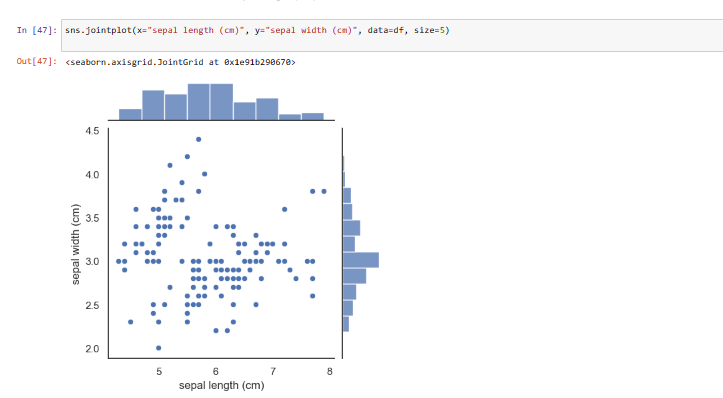 In [47]: sns.jointplot(x="sepal length (cm)", y="sepal width (cm)", data=df, size=5)
Out[47]: <seaborn.axisgrid.JointGrid at 0x1e91b290670>
4.5
4.0
3.5
3.0
2.5
2.0
sepal width (cm)
5 6 7 8
sepal length (cm)